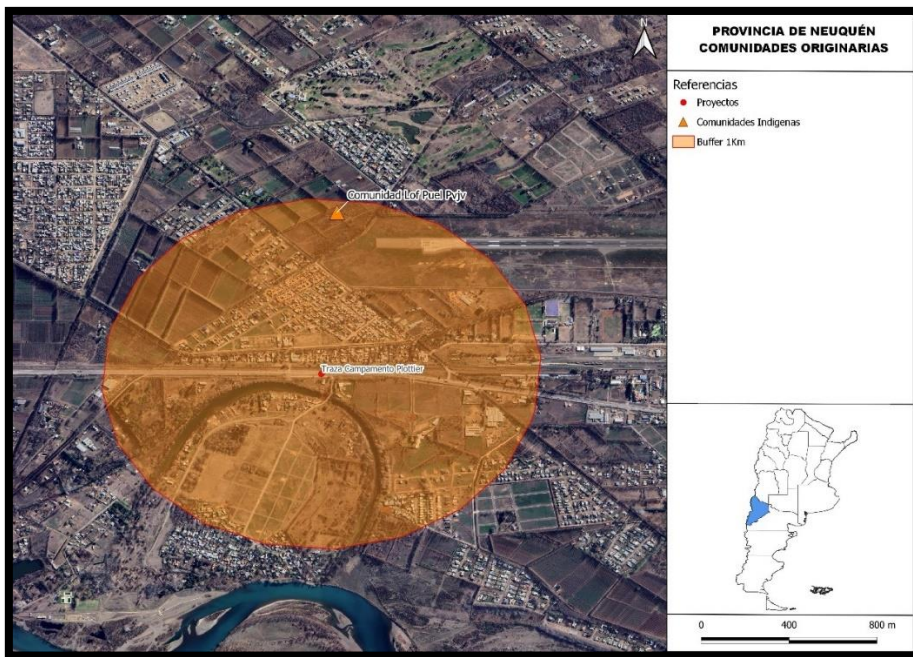 PROVINCIA DE NEUQUÉN
COMUNIDADES ORIGINARIAS
Referencias
Proyectos
Comunidades Indigenas
Buffer 1Km
N
Comunidad Lof Puel Pvjv
Traza Campamento Plottier
0 400 800 m